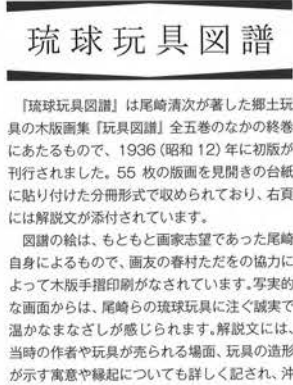 琉球玩具図譜
『琉球玩具図譜』は尾崎清次が著した郷土玩
具の木版画集『玩具図譜』全五巻のなかの終巻
にあたるもので、1936（昭和12）年に初版が
刊行されました。55 枚の版画を見開きの台紙
に貼り付けた分冊形式で収められており、右頁
には解説文が添付されています。
図譜の絵は、もともと画家志望であった尾崎
自身によるもので、画友の春村ただをの協力に
よって木版手摺印刷がなされています。写実的
な画面からは、尾崎らの琉球玩具に注ぐ誠実で
温かなまなざしが感じられます。解説文には、
当時の作者や玩具が売られる場面、玩具の造形
が示す寓意や縁起についても詳しく記され、沖